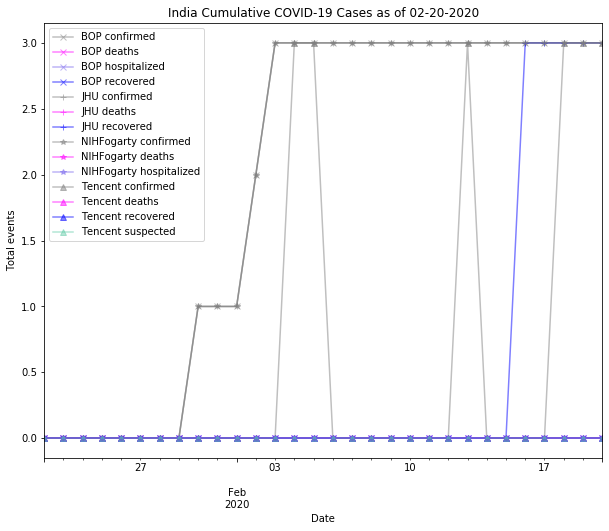 India Cumulative COVID-19 Cases as of 02-20-2020
3.0
2.5
2.0
1.5
1.0
0.5
0.0
Total events
BOP confirmed
BOP deaths
BOP hospitalized
BOP recovered
JHU confirmed
JHU deaths
JHU recovered
NIHFogarty confirmed
NIHFogarty deaths
NIHFogarty hospitalized
Tencent confirmed
Tencent deaths
Tencent recovered
Tencent suspected
27 03 10 17
Feb
2020
Date